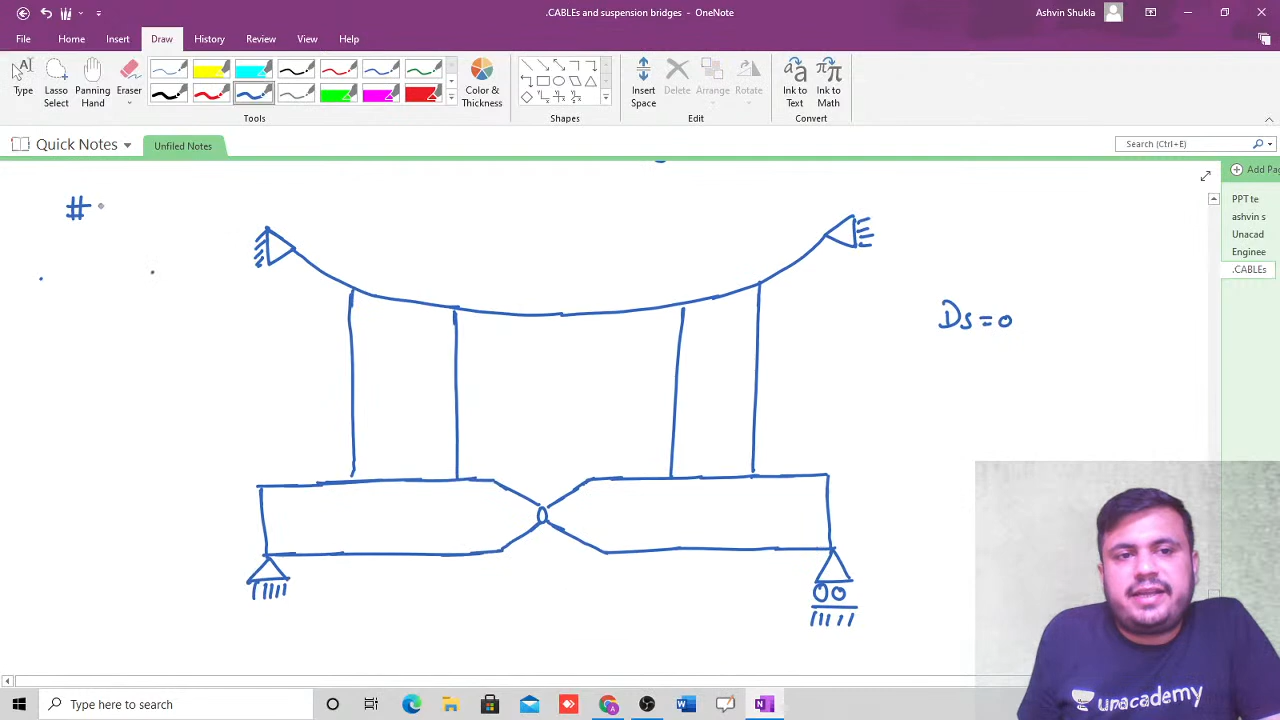 .CABLEs and suspension bridges - OneNote
Ashvin Shukla
File Home Insert Draw History Review View Help
Type
Lasso Select
Panning Hand
Eraser
Color & Thickness
Insert Space
Delete
Arrange
Rotate
Ink to Text
Ink to Math
Tools
Shapes
Edit
Convert
Quick Notes
Unfiled Notes
Search (Ctrl+E)
Add Pa
PPT te
ashvin s
Unacad
Enginee
.CABLEs
#
Ds=0
unacademy
Type here to search